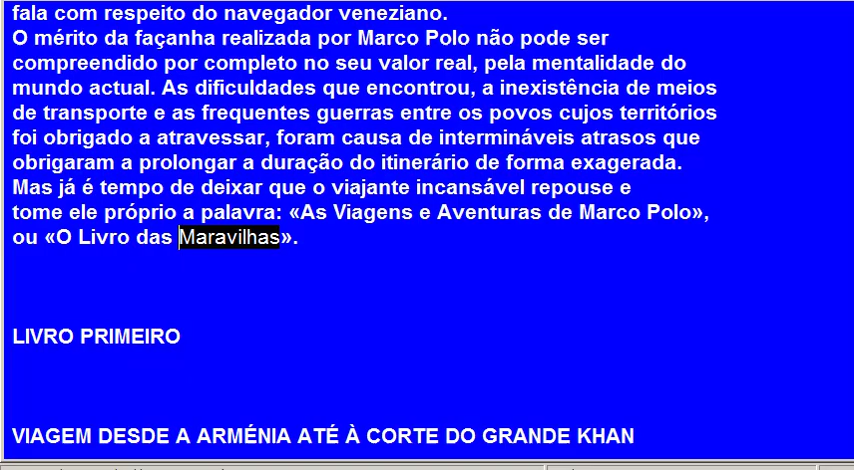 fala com respeito do navegador veneziano.
O mérito da façanha realizada por Marco Polo não pode ser
compreendido por completo no seu valor real, pela mentalidade do
mundo actual. As dificuldades que encontrou, a inexistência de meios
de transporte e as frequentes guerras entre os povos cujos territórios
foi obrigado a atravessar, foram causa de intermináveis atrasos que
obrigaram a prolongar a duração do itinerário de forma exagerada.
Mas já é tempo de deixar que o viajante incansável repouse e
tome ele próprio a palavra: «As Viagens e Aventuras de Marco Polo»,
ou «O Livro das Maravilhas».
LIVRO PRIMEIRO
VIAGEM DESDE A ARMÉNIA ATÉ À CORTE DO GRANDE KHAN